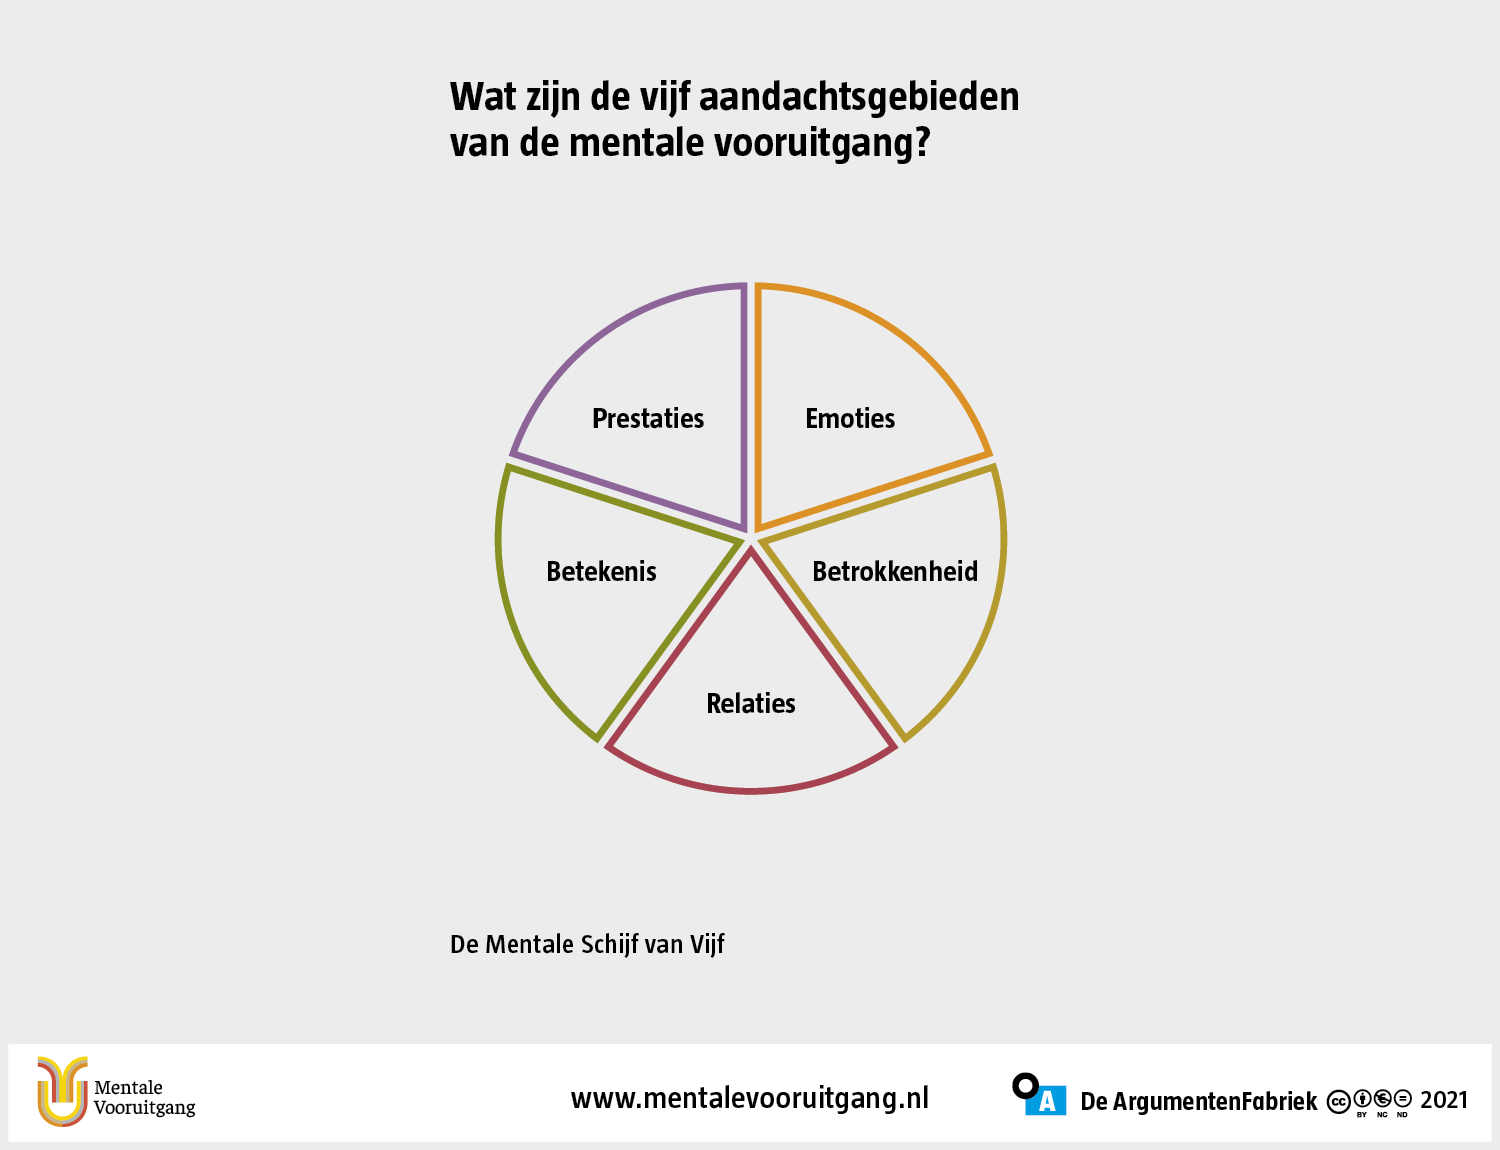 Wat zijn de vijf aandachtsgebieden
van de mentale vooruitgang?
Prestaties
Emoties
Betekenis
Betrokkenheid
Relaties
De Mentale Schijf van Vijf
Mentale
Vooruitgang
www.mentalevooruitgang.nl
A
De ArgumentenFabriek
cc
BY NC ND
2021